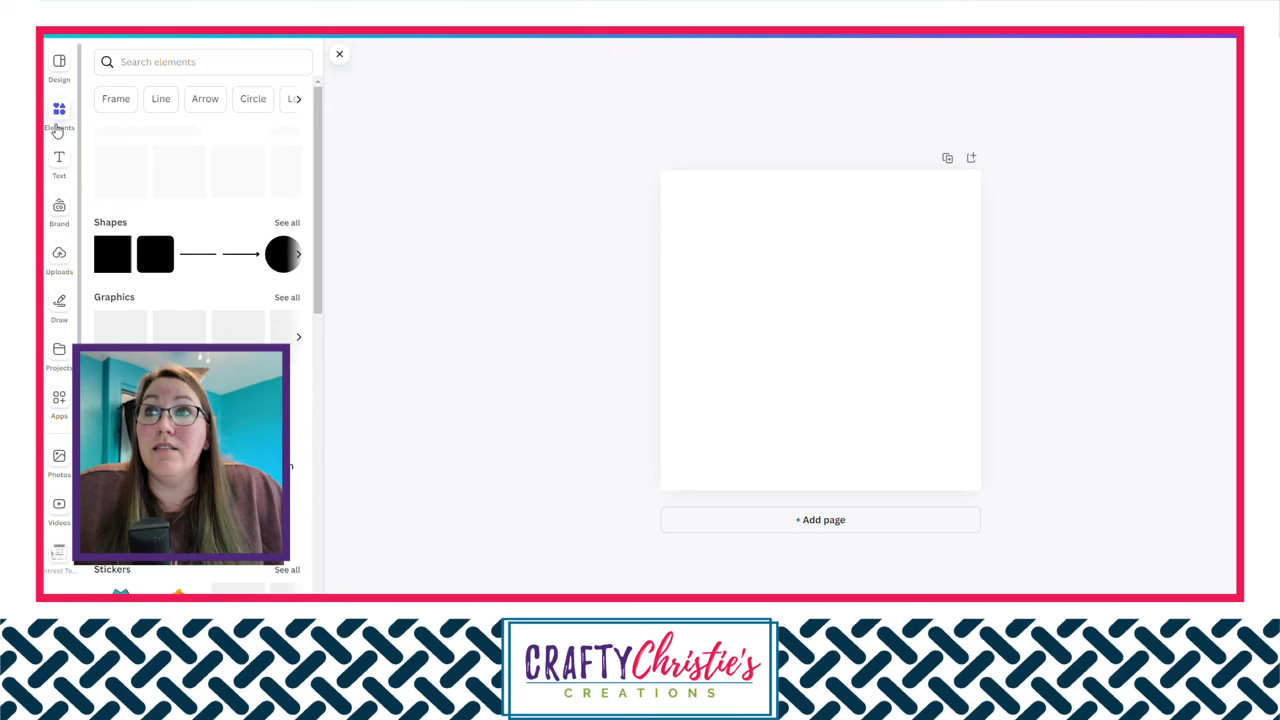 Design
Elements
Text
Brand
Uploads
Draw
Projects
Apps
Photos
Videos
Search elements
Frame
Line
Arrow
Circle
Shapes
See all
Graphics
See all
Stickers
See all
+ Add page
CRAFTY Christie's
CREATIONS